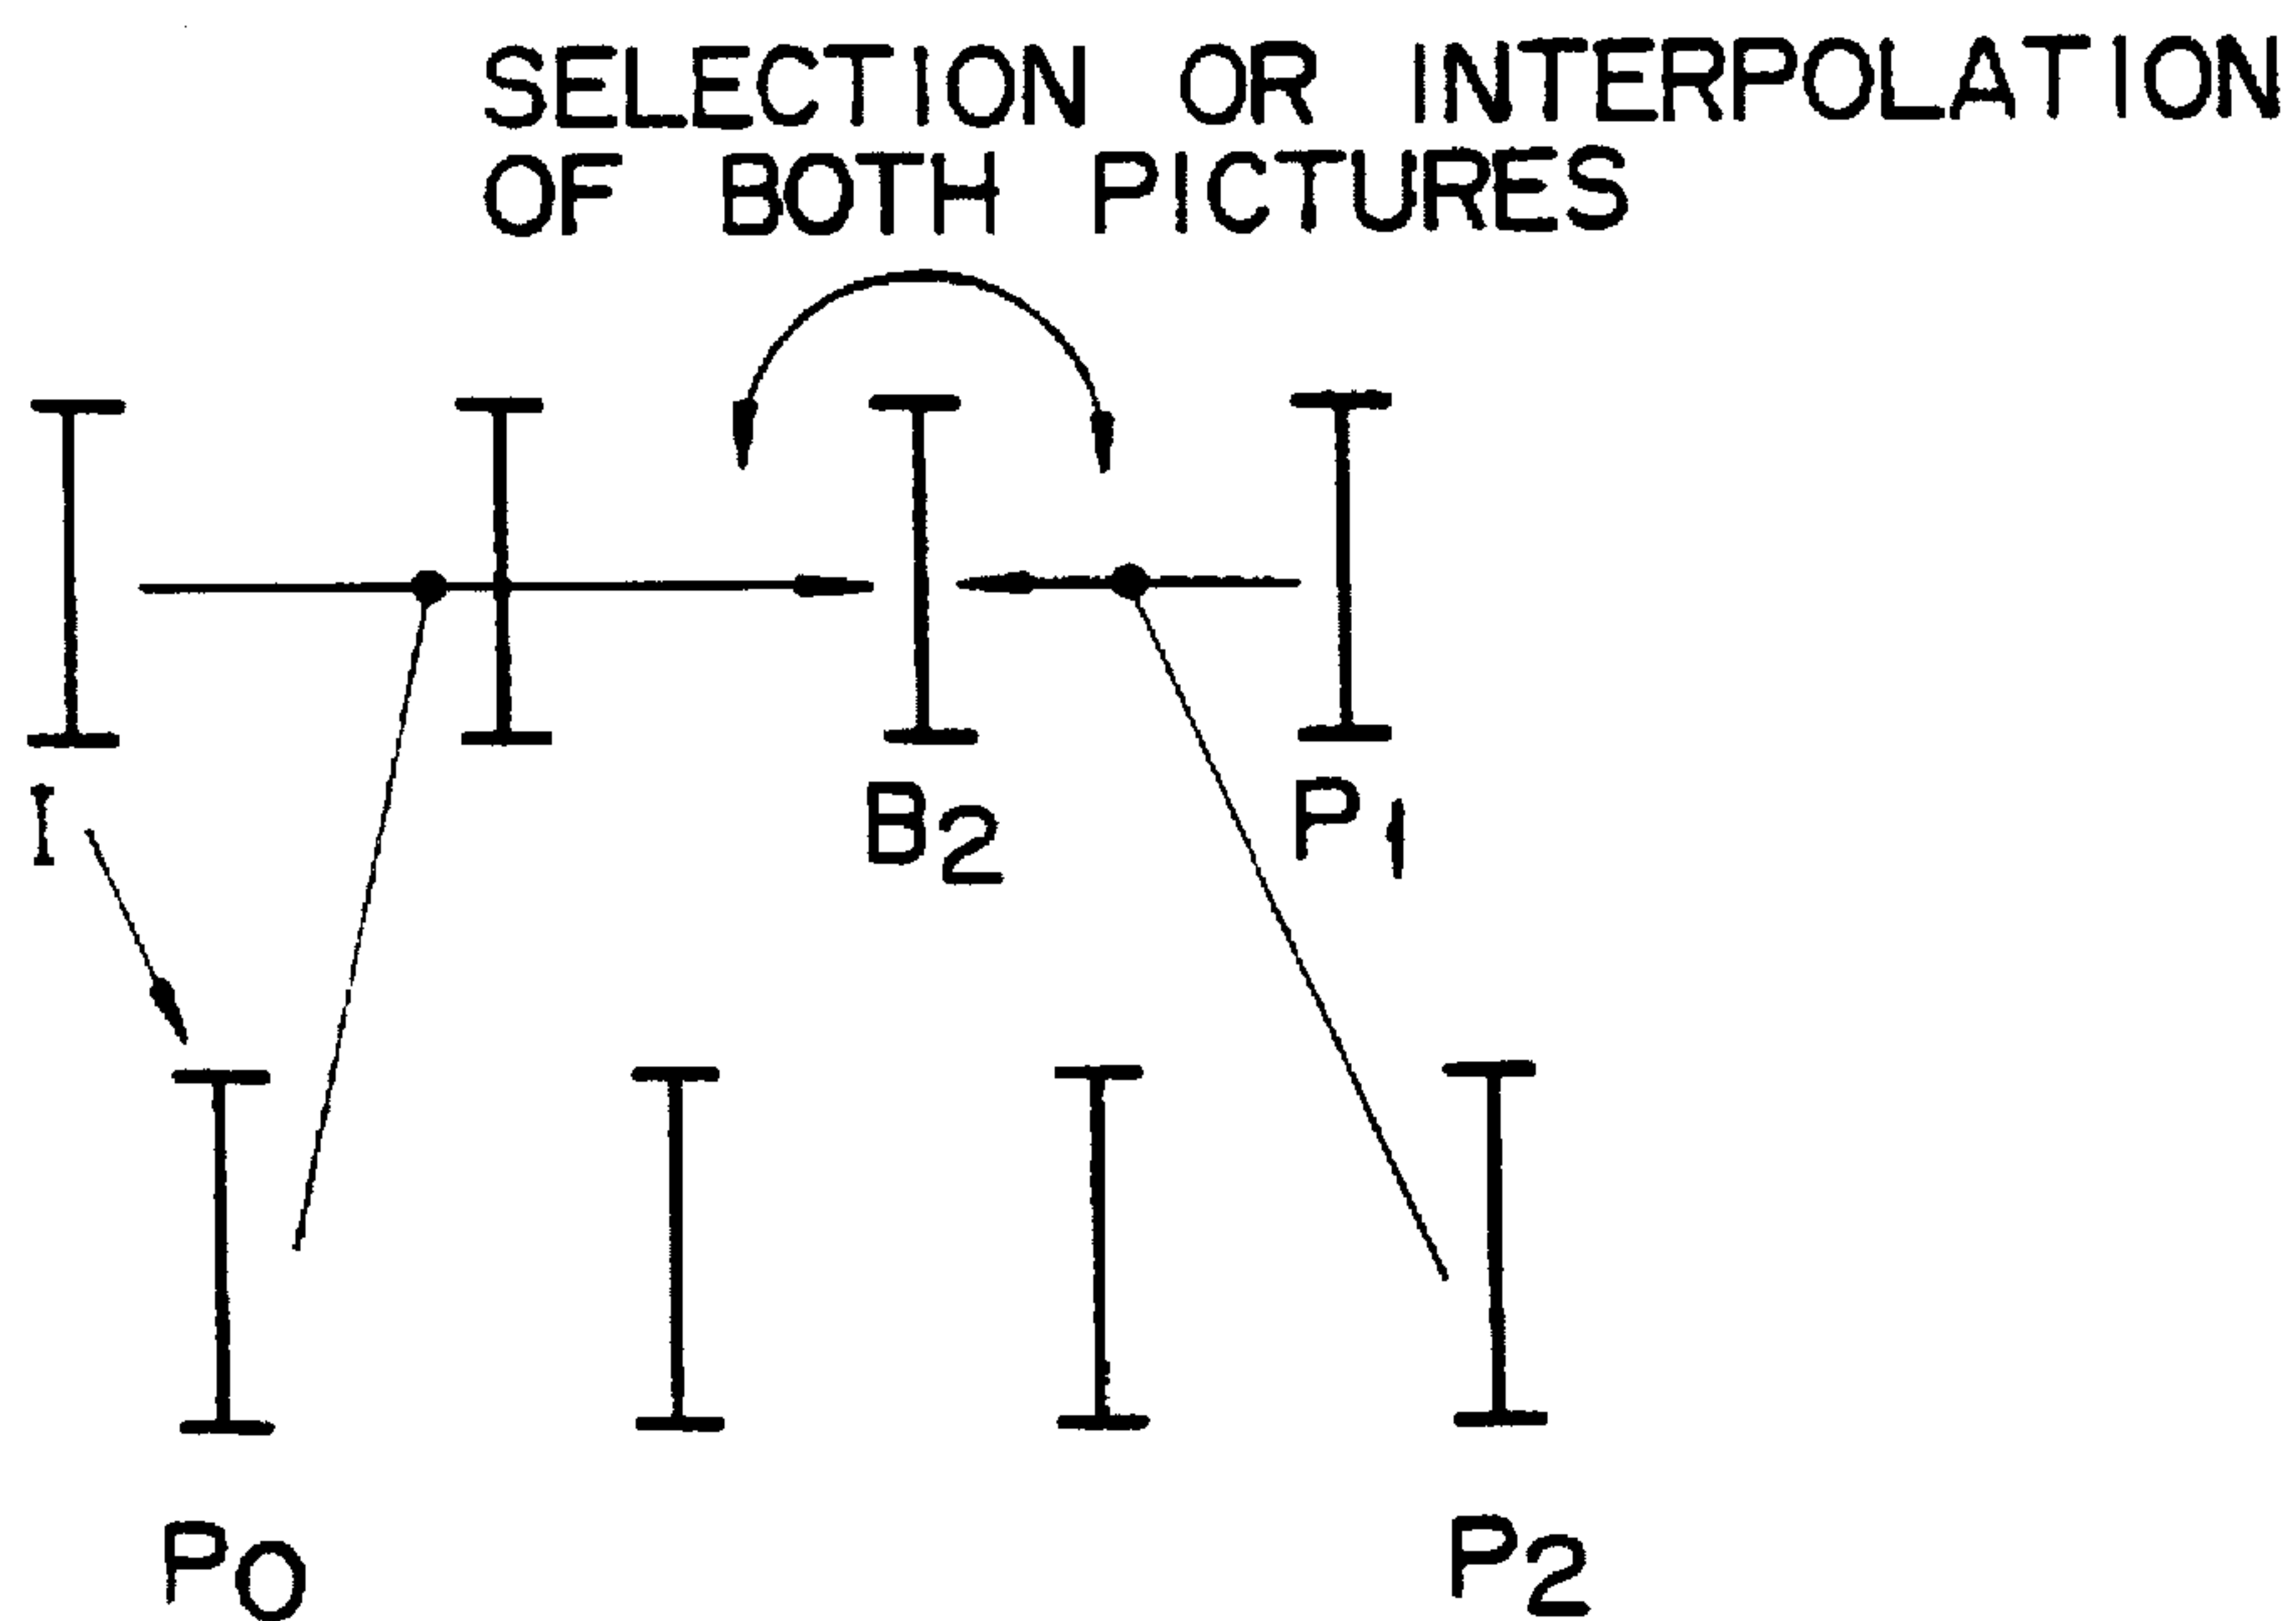 SELECTION OR INTERPOLATION
OF BOTH PICTURES
I B2 P1
P0 P2